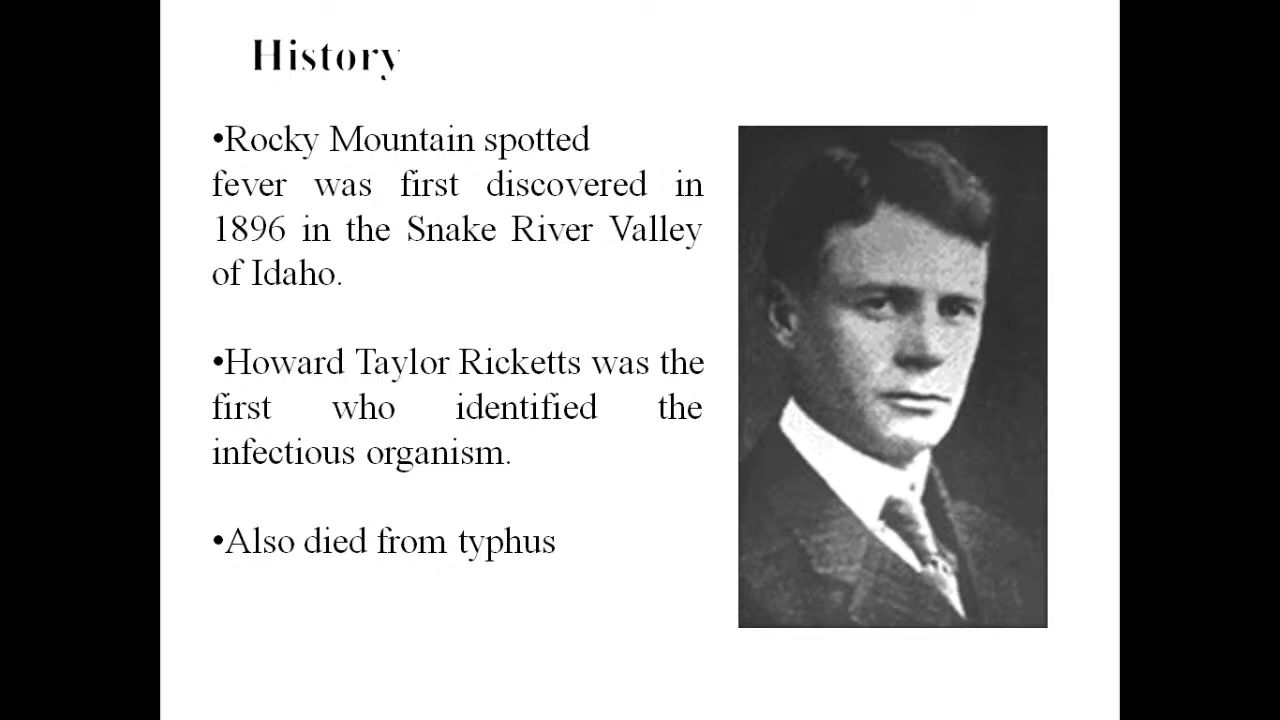 History
•Rocky Mountain spotted
fever was first discovered in
1896 in the Snake River Valley
of Idaho.
•Howard Taylor Ricketts was the
first who identified the
infectious organism.
•Also died from typhus